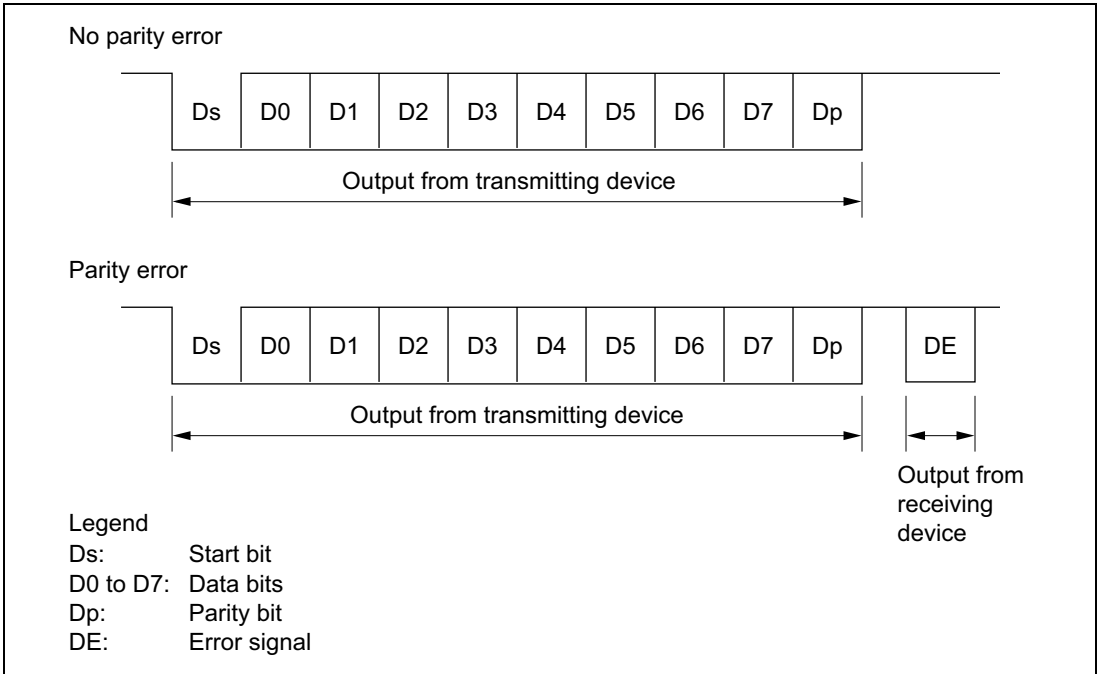 No parity error
Ds D0 D1 D2 D3 D4 D5 D6 D7 Dp
Output from transmitting device
Parity error
Ds D0 D1 D2 D3 D4 D5 D6 D7 Dp DE
Output from transmitting device
Output from
receiving
device
Legend
Ds: Start bit
D0 to D7: Data bits
Dp: Parity bit
DE: Error signal